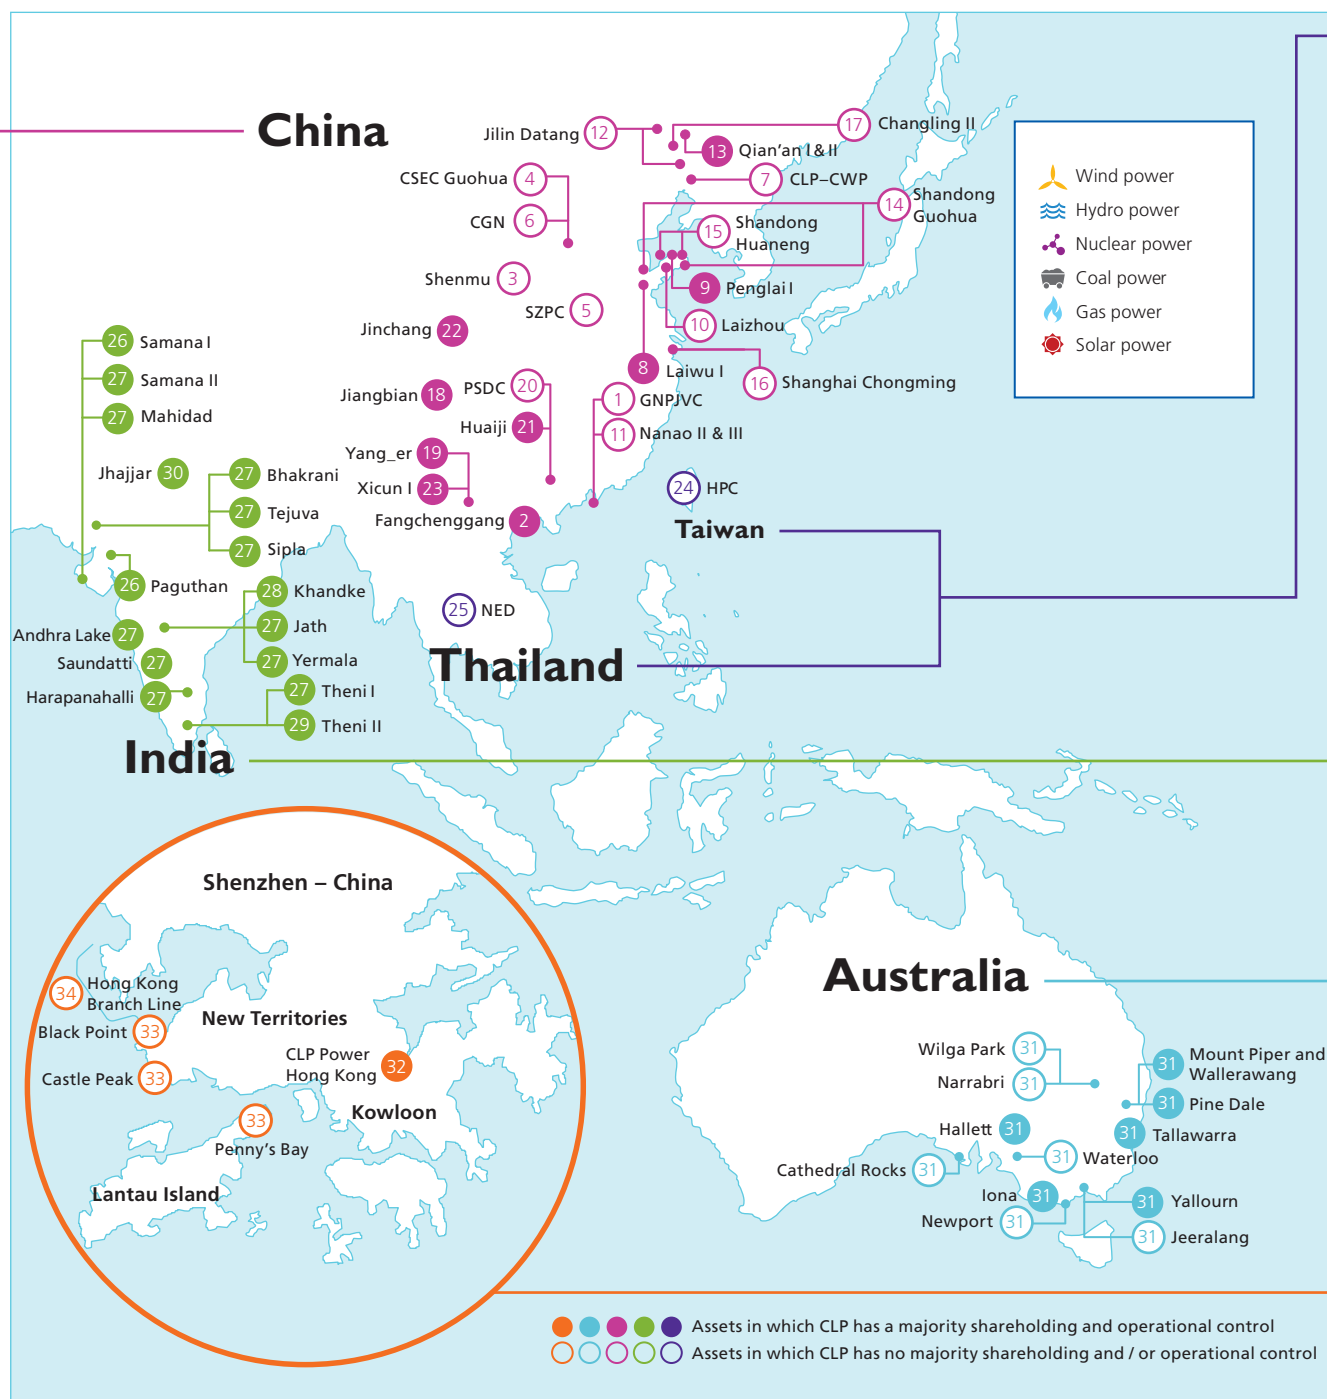 China
Jilin Datang 12
17 Changling II
13 Qian'an I & II
CSEC Guohua 4
7 CLP–CWP
CGN 6
14 Shandong
Guohua
15 Shandong
Huaneng
Shenmu 3
9 Penglai I
SZPC 5
10 Laizhou
Jinchang 22
8 Laiwu I
16 Shanghai Chongming
Jiangbian 18
PSDC 20
1 GNPJVC
Huaiji 21
11 Nanao II & III
Yang_er 19
Xicun I 23
Fangchenggang 2
24 HPC
Taiwan
25 NED
Thailand
Wind power
Hydro power
Nuclear power
Coal power
Gas power
Solar power
26 Samana I
27 Samana II
27 Mahidad
Jhajjar 30
27 Bhakrani
27 Tejuva
27 Sipla
26 Paguthan
28 Khandke
Andhra Lake 27
27 Jath
Saundatti 27
27 Yermala
Harapanahalli 27
27 Theni I
29 Theni II
India
Shenzhen – China
34 Hong Kong
Branch Line
New Territories
Black Point 33
CLP Power
Hong Kong 32
Castle Peak 33
Kowloon
33
Penny's Bay
Lantau Island
Australia
Wilga Park 31
Narrabri 31
31 Mount Piper and
Wallerawang
31 Pine Dale
Hallett 31
31 Tallawarra
31 Waterloo
Cathedral Rocks 31
Iona 31
31 Yallourn
Newport 31
31 Jeeralang
Assets in which CLP has a majority shareholding and operational control
Assets in which CLP has no majority shareholding and / or operational control